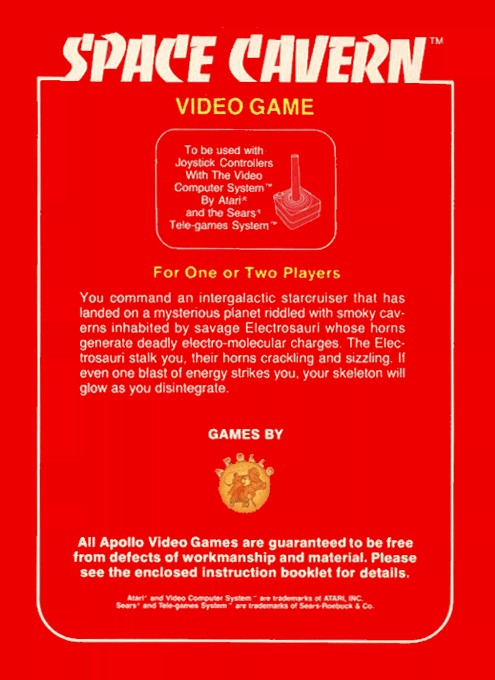 SPACE CAVERN™
VIDEO GAME
To be used with
Joystick Controllers
With The Video
Computer System™
By Atari®
and the Sears®
Tele-games System™
For One or Two Players
You command an intergalactic starcruiser that has
landed on a mysterious planet riddled with smoky cav-
erns inhabited by savage Electrosauri whose horns
generate deadly electro-molecular charges. The Elec-
trosauri stalk you, their horns crackling and sizzling. If
even one blast of energy strikes you, your skeleton will
glow as you disintegrate.
GAMES BY
APOLLO
All Apollo Video Games are guaranteed to be free
from defects of workmanship and material. Please
see the enclosed instruction booklet for details.
Atari® and Video Computer System™ are trademarks of ATARI, INC.
Sears® and Tele-games System™ are trademarks of Sears-Roebuck & Co.